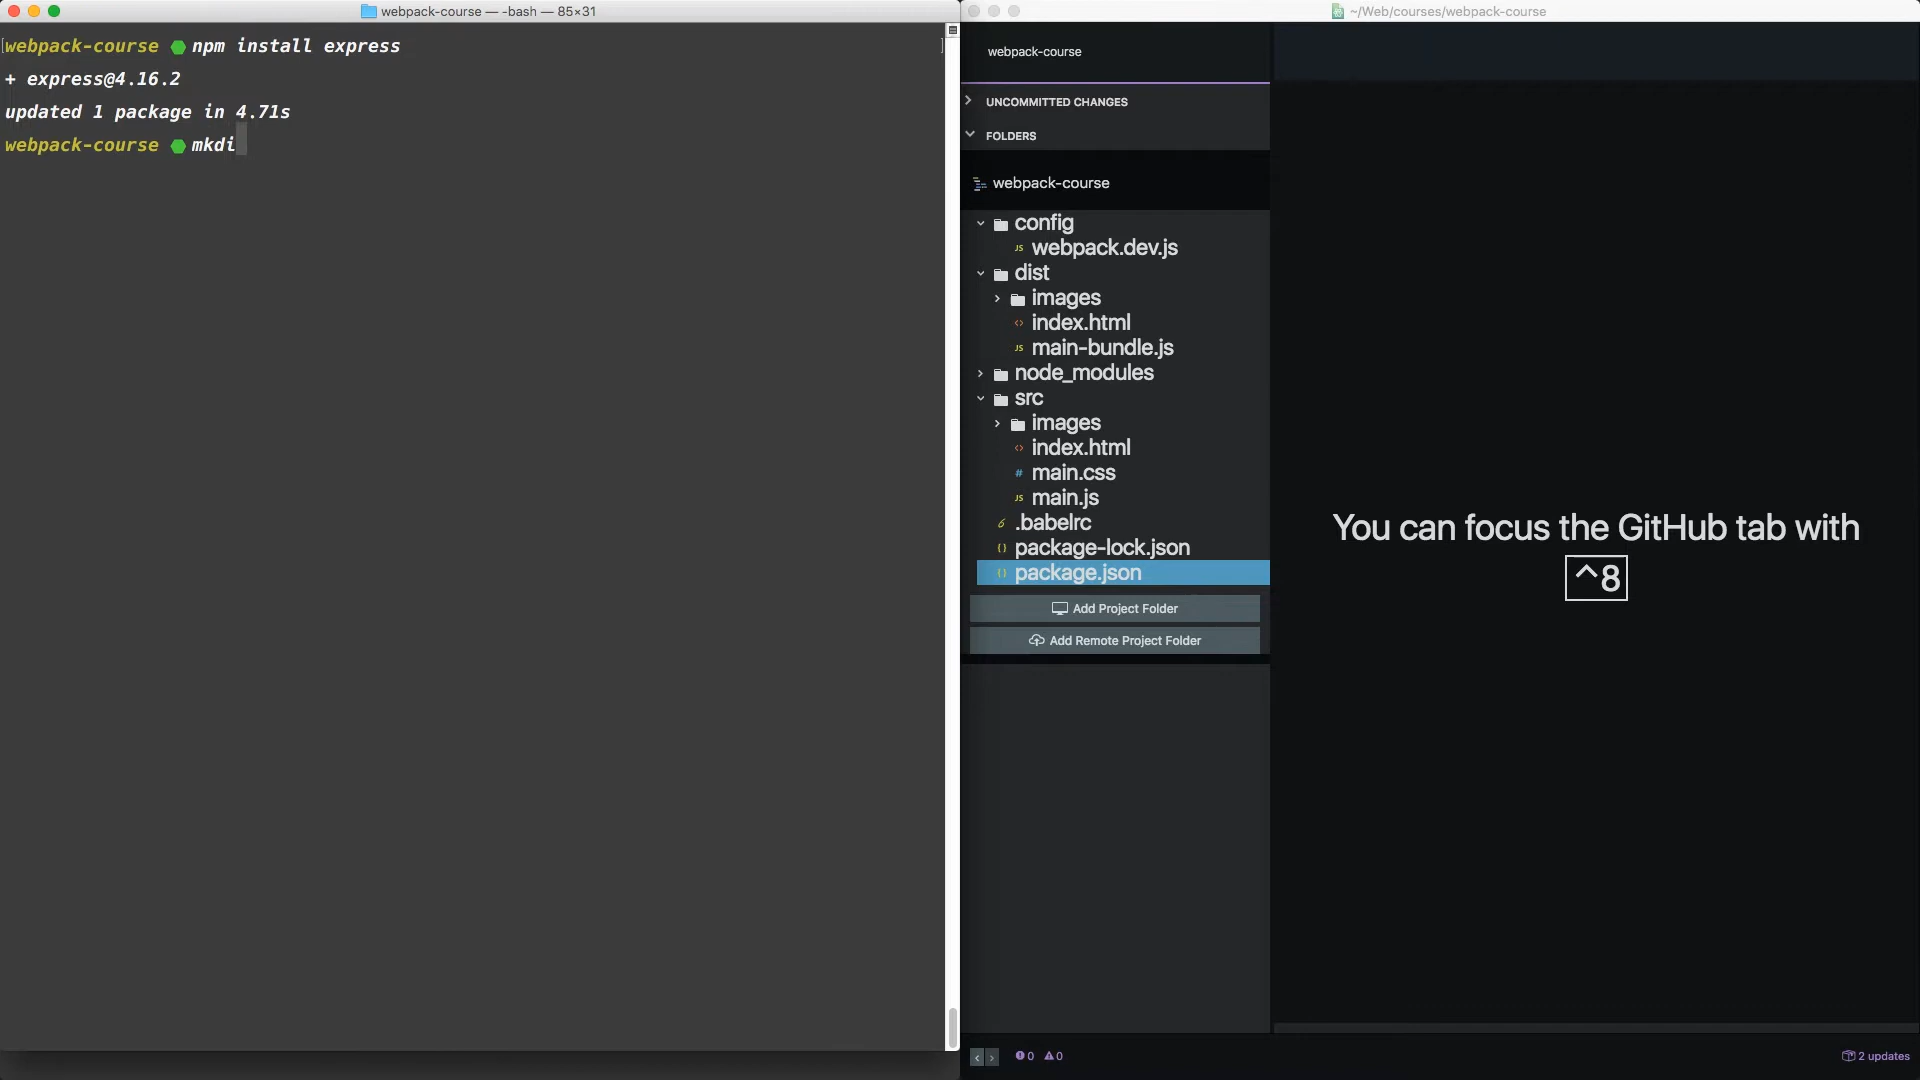 webpack-course — -bash — 85×31
webpack-course npm install express
+ express@4.16.2
updated 1 package in 4.71s
webpack-course mkdi
~/Web/courses/webpack-course
webpack-course
UNCOMMITTED CHANGES
FOLDERS
webpack-course
config
JS webpack.dev.js
dist
images
<> index.html
JS main-bundle.js
node_modules
src
images
<> index.html
# main.css
JS main.js
.babelrc
{} package-lock.json
{} package.json
Add Project Folder
Add Remote Project Folder
You can focus the GitHub tab with
^8
0 0
2 updates